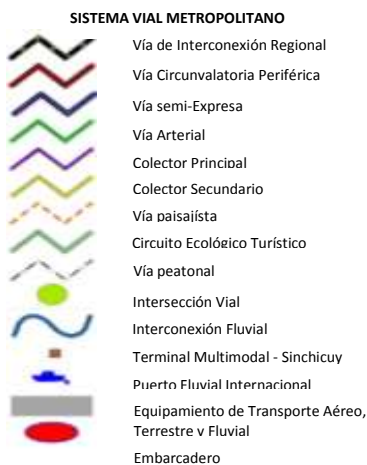 SISTEMA VIAL METROPOLITANO
Vía de Interconexión Regional
Vía Circunvalatoria Periférica
Vía semi-Expresa
Vía Arterial
Colector Principal
Colector Secundario
Vía paisajísta
Circuito Ecológico Turístico
Vía peatonal
Intersección Vial
Interconexión Fluvial
Terminal Multimodal - Sinchicuy
Puerto Fluvial Internacional
Equipamiento de Transporte Aéreo,
Terrestre y Fluvial
Embarcadero